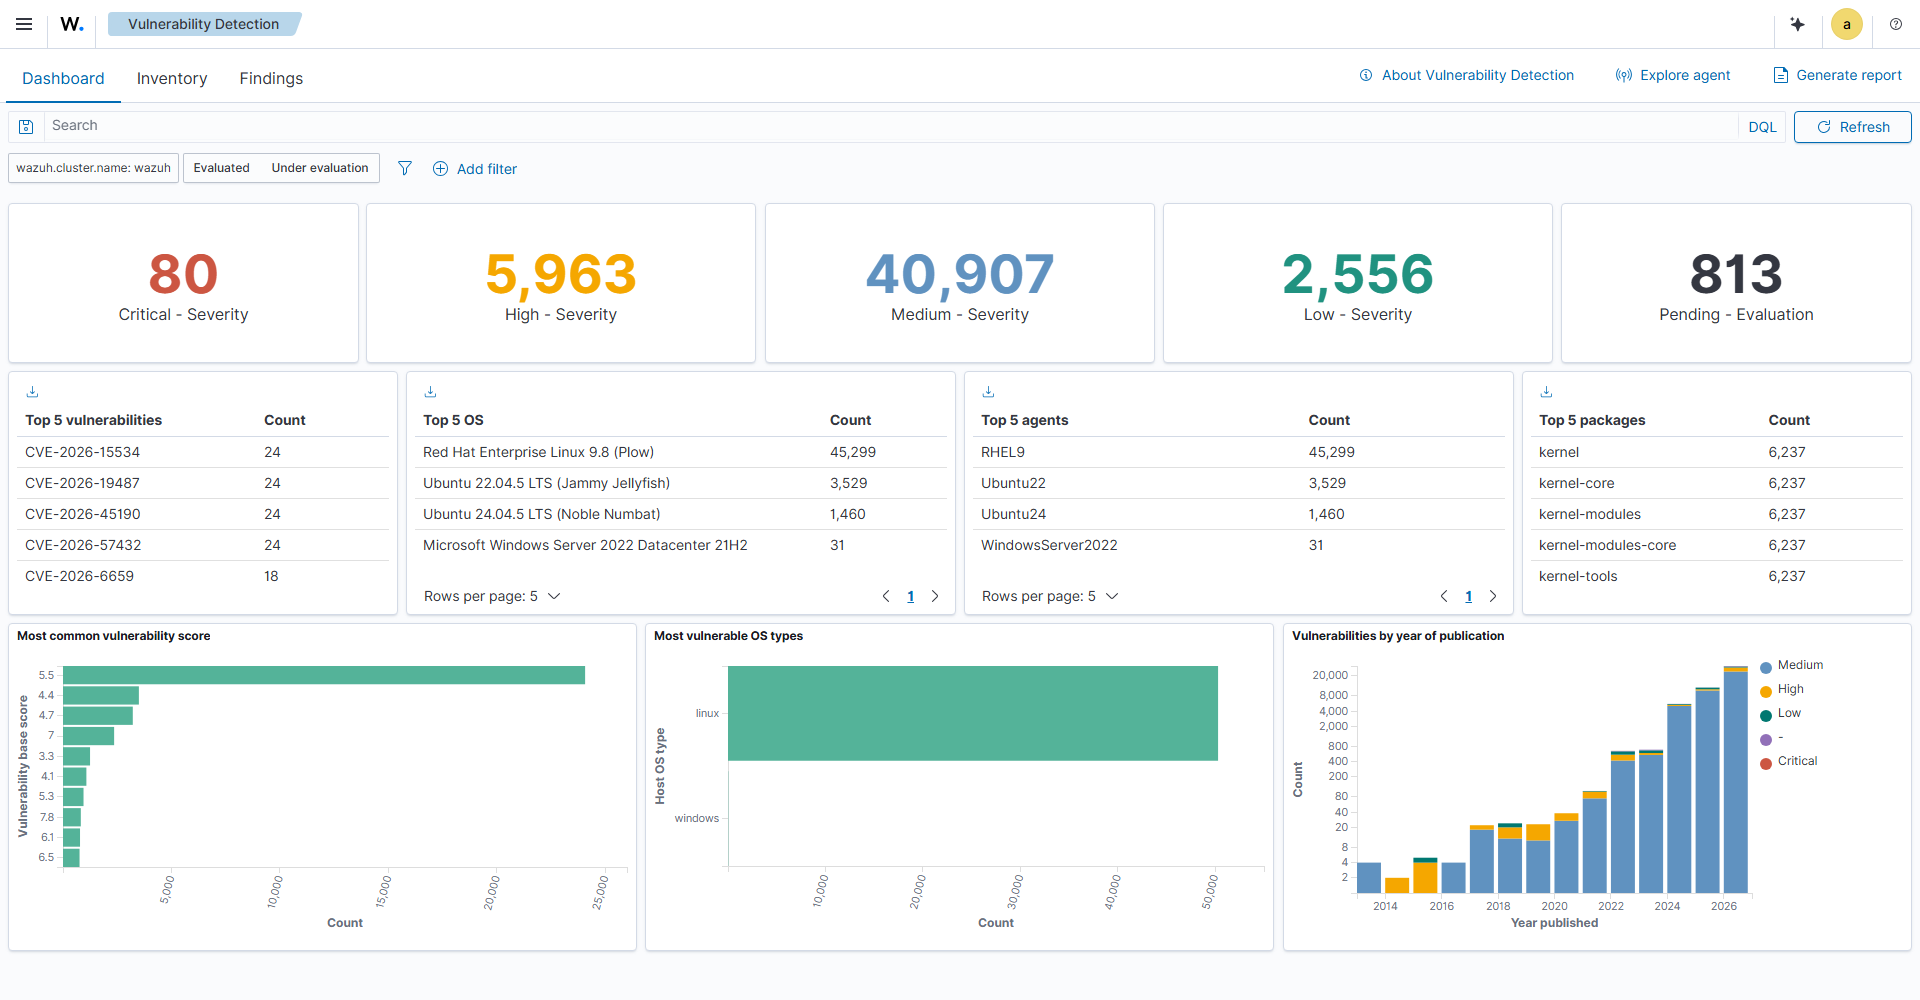 W.
Vulnerability Detection
a
Dashboard
Inventory
Findings
About Vulnerability Detection
Explore agent
Generate report
Search
DQL
Refresh
wazuh.cluster.name: wazuh
Evaluated
Under evaluation
Add filter
80
Critical - Severity
5,963
High - Severity
40,907
Medium - Severity
2,556
Low - Severity
813
Pending - Evaluation
Top 5 vulnerabilities Count
CVE-2026-15534 24
CVE-2026-19487 24
CVE-2026-45190 24
CVE-2026-57432 24
CVE-2026-6659 18
Top 5 OS Count
Red Hat Enterprise Linux 9.8 (Plow) 45,299
Ubuntu 22.04.5 LTS (Jammy Jellyfish) 3,529
Ubuntu 24.04.5 LTS (Noble Numbat) 1,460
Microsoft Windows Server 2022 Datacenter 21H2 31
Rows per page: 5
1
Top 5 agents Count
RHEL9 45,299
Ubuntu22 3,529
Ubuntu24 1,460
WindowsServer2022 31
Rows per page: 5
1
Top 5 packages Count
kernel 6,237
kernel-core 6,237
kernel-modules 6,237
kernel-modules-core 6,237
kernel-tools 6,237
Most common vulnerability score
Vulnerability base score
5.5
4.4
4.7
7
3.3
4.1
5.3
7.8
6.1
6.5
5,000
10,000
15,000
20,000
25,000
Count
Most vulnerable OS types
Host OS type
linux
windows
10,000
20,000
30,000
40,000
50,000
Count
Vulnerabilities by year of publication
Count
20,000
8,000
4,000
2,000
800
400
200
80
40
20
8
4
2
2014
2016
2018
2020
2022
2024
2026
Year published
Medium
High
Low
-
Critical